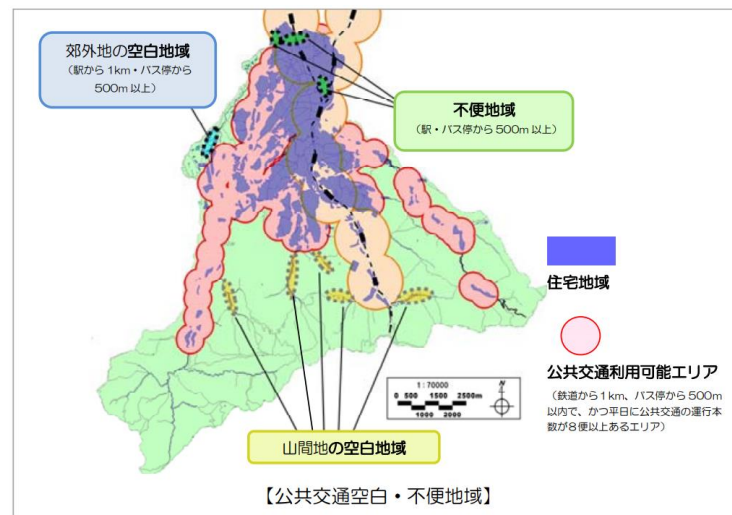 郊外地の空白地域
（駅から1km・バス停から
500m以上）
不便地域
（駅・バス停から500m以上）
住宅地域
公共交通利用可能エリア
（鉄道から1km、バス停から500m
以内で、かつ平日に公共交通の運行本
数が8便以上あるエリア）
1：70000
0 500 1500 2500m
1000 2000
N
山間地の空白地域
【公共交通空白・不便地域】